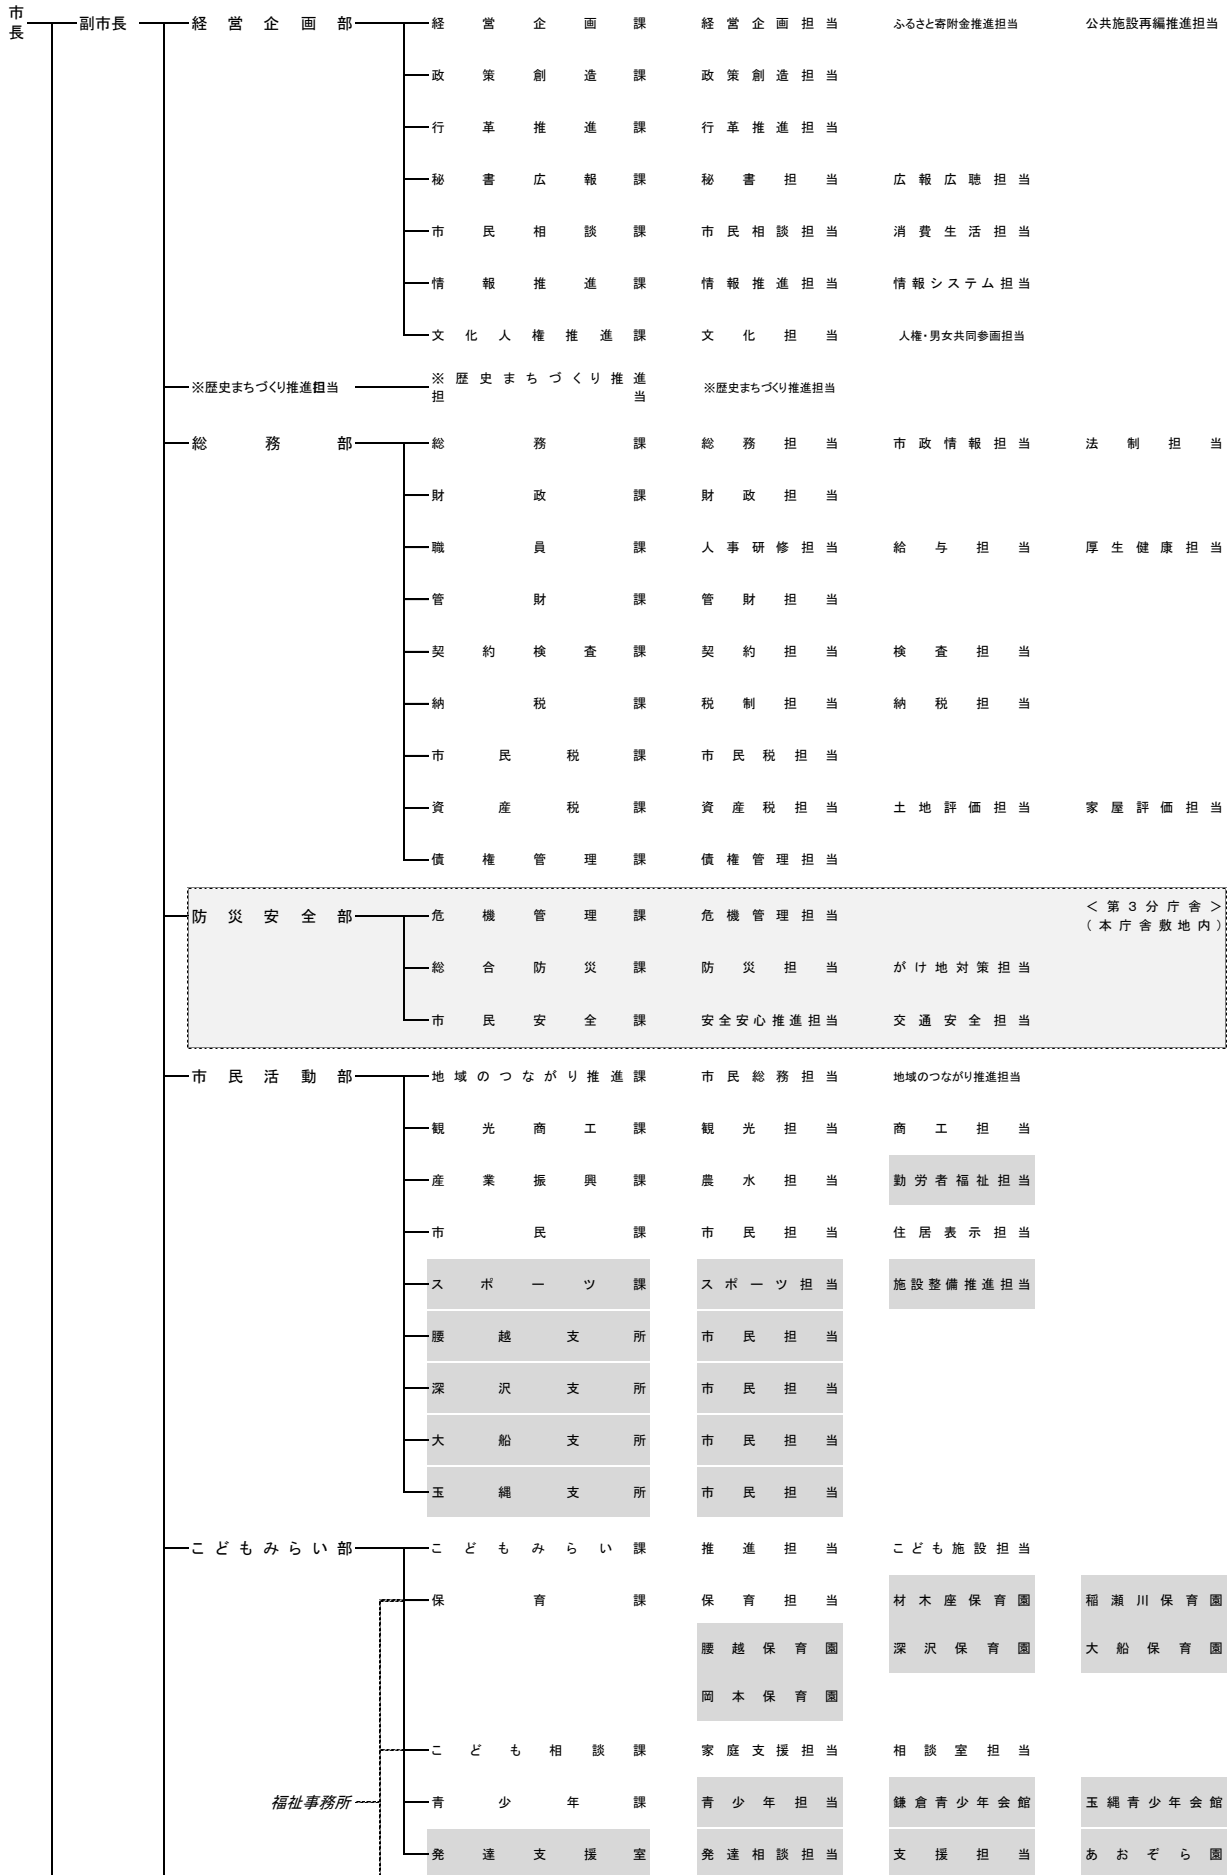 市長 副市長 経営企画部 経営企画課 経営企画担当 ふるさと寄附金推進担当 公共施設再編推進担当
政策創造課 政策創造担当
行革推進課 行革推進担当
秘書広報課 秘書担当 広報広聴担当
市民相談課 市民相談担当 消費生活担当
情報推進課 情報推進担当 情報システム担当
文化人権推進課 文化担当 人権・男女共同参画担当
※歴史まちづくり推進担当 ※歴史まちづくり推進担当 ※歴史まちづくり推進担当
総務部 総務課 総務担当 市政情報担当 法制担当
財政課 財政担当
職員課 人事研修担当 給与担当 厚生健康担当
管財課 管財担当
契約検査課 契約担当 検査担当
納税課 税制担当 納税担当
市民税課 市民税担当
資産税課 資産税担当 土地評価担当 家屋評価担当
債権管理課 債権管理担当
防災安全部 危機管理課 危機管理担当 <第3分庁舎>
(本庁舎敷地内)
総合防災課 防災担当 がけ地対策担当
市民安全課 安全安心推進担当 交通安全担当
市民活動部 地域のつながり推進課 市民総務担当 地域のつながり推進担当
観光商工課 観光担当 商工担当
産業振興課 農水担当 勤労者福祉担当
市民課 市民担当 住居表示担当
スポーツ課 スポーツ担当 施設整備推進担当
腰越支所 市民担当
深沢支所 市民担当
大船支所 市民担当
玉縄支所 市民担当
こどもみらい部 こどもみらい課 推進担当 こども施設担当
保育課 保育担当 材木座保育園 稲瀬川保育園
腰越保育園 深沢保育園 大船保育園
岡本保育園
こども相談課 家庭支援担当 相談室担当
福祉事務所 青少年課 青少年担当 鎌倉青少年会館 玉縄青少年会館
発達支援室 発達相談担当 支援担当 あおぞら園